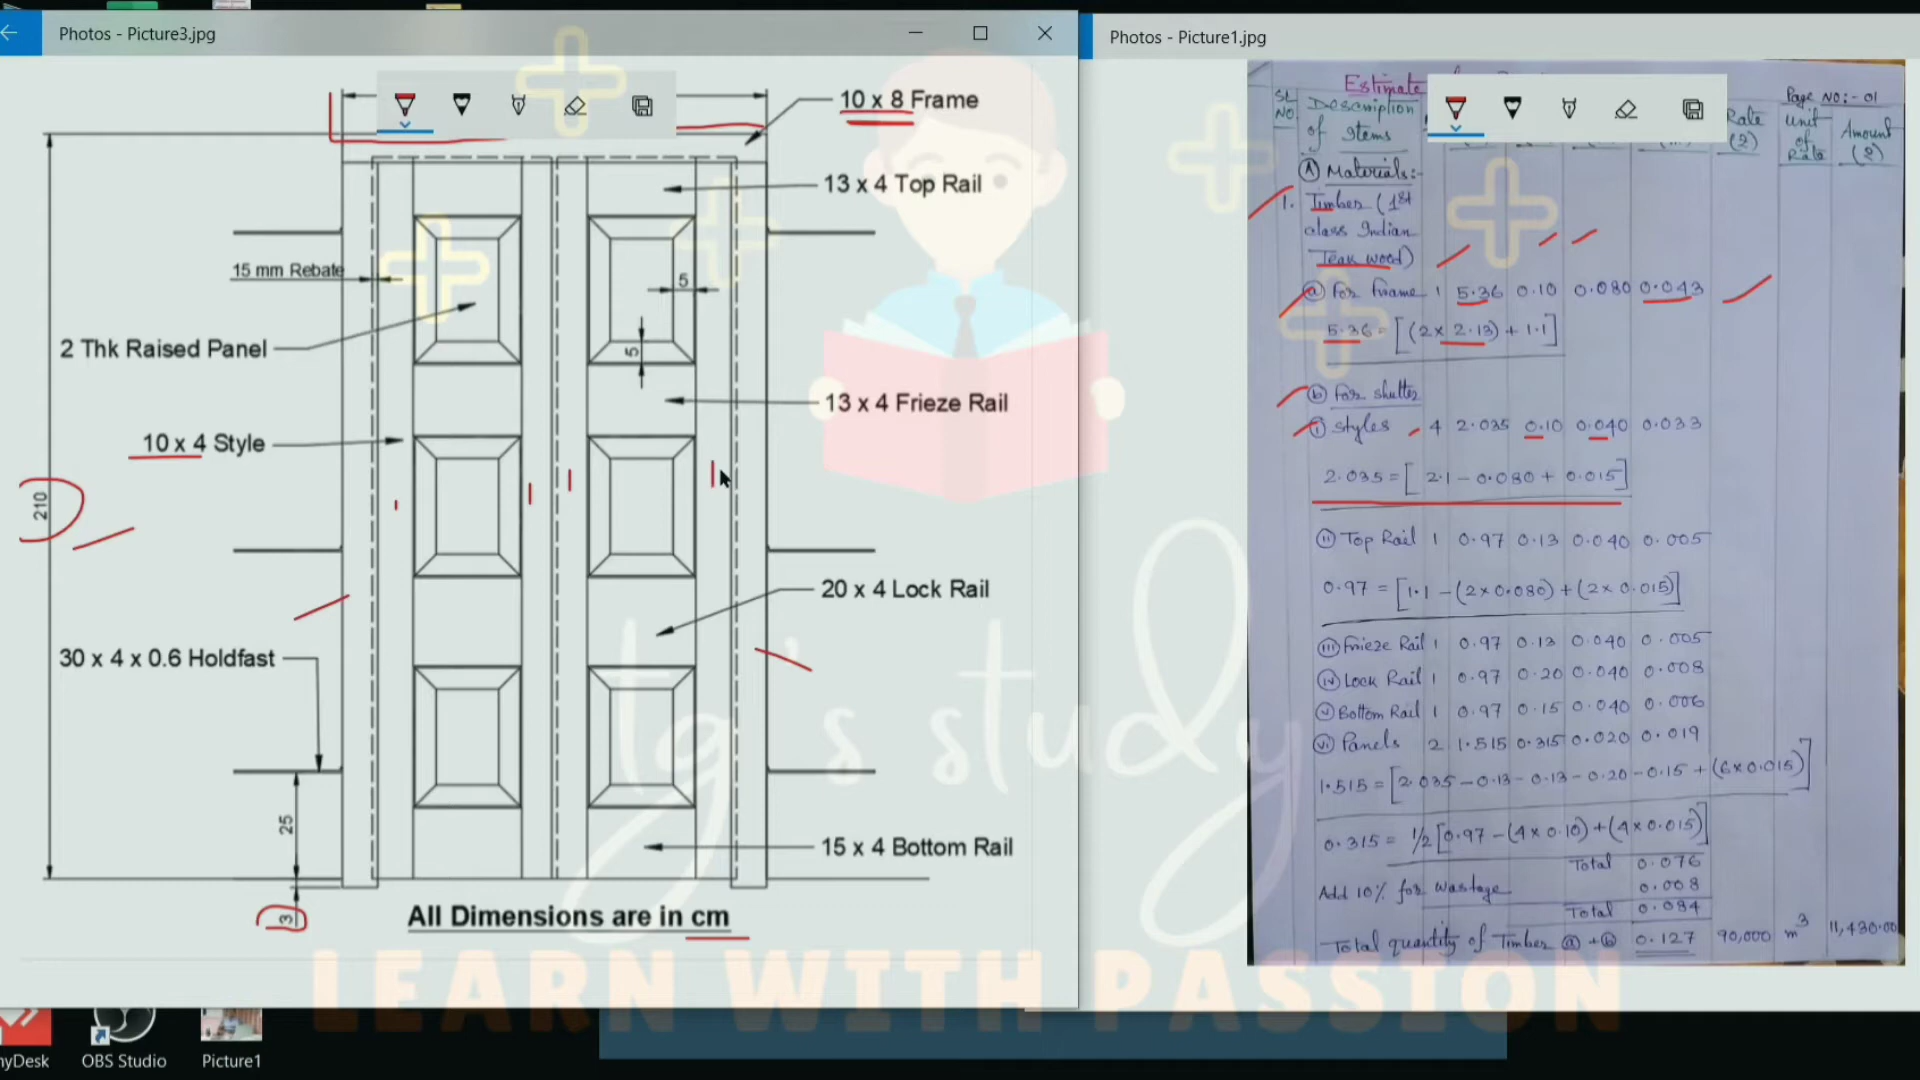 Photos - Picture3.jpg
10 x 8 Frame
13 x 4 Top Rail
15 mm Rebate
5
2 Thk Raised Panel
5
13 x 4 Frieze Rail
10 x 4 Style
210
20 x 4 Lock Rail
30 x 4 x 0.6 Holdfast
25
15 x 4 Bottom Rail
3
All Dimensions are in cm
Photos - Picture1.jpg
Estimate
Page No:- 01
Sl. No.
Description of Items
Rate (₹)
Unit of Rate
Amount (₹)
(A) Materials:-
1. Timber (1st
class Indian
Teak wood)
(a) For Frame 1 5.36 0.10 0.080 0.043
5.36 = [(2 x 2.13) + 1.1]
(b) For shutter
(i) styles 4 2.035 0.10 0.040 0.033
2.035 = [2.1 - 0.080 + 0.015]
(ii) Top Rail 1 0.97 0.13 0.040 0.005
0.97 = [1.1 - (2 x 0.080) + (2 x 0.015)]
(iii) Frieze Rail 1 0.97 0.13 0.040 0.005
(iv) Lock Rail 1 0.97 0.20 0.040 0.008
(v) Bottom Rail 1 0.97 0.15 0.040 0.006
(vi) Panels 2 1.515 0.315 0.020 0.019
1.515 = [2.035 - 0.13 - 0.13 - 0.20 - 0.15 + (6 x 0.015)]
0.315 = 1/2 [0.97 - (4 x 0.10) + (4 x 0.015)]
Total 0.076
Add 10% for Wastage 0.008
Total 0.084
Total quantity of Timber (a) + (b) 0.127 90,000 m3 11,430.00
tg's study
LEARN WITH PASSION
nyDesk
OBS Studio
Picture1